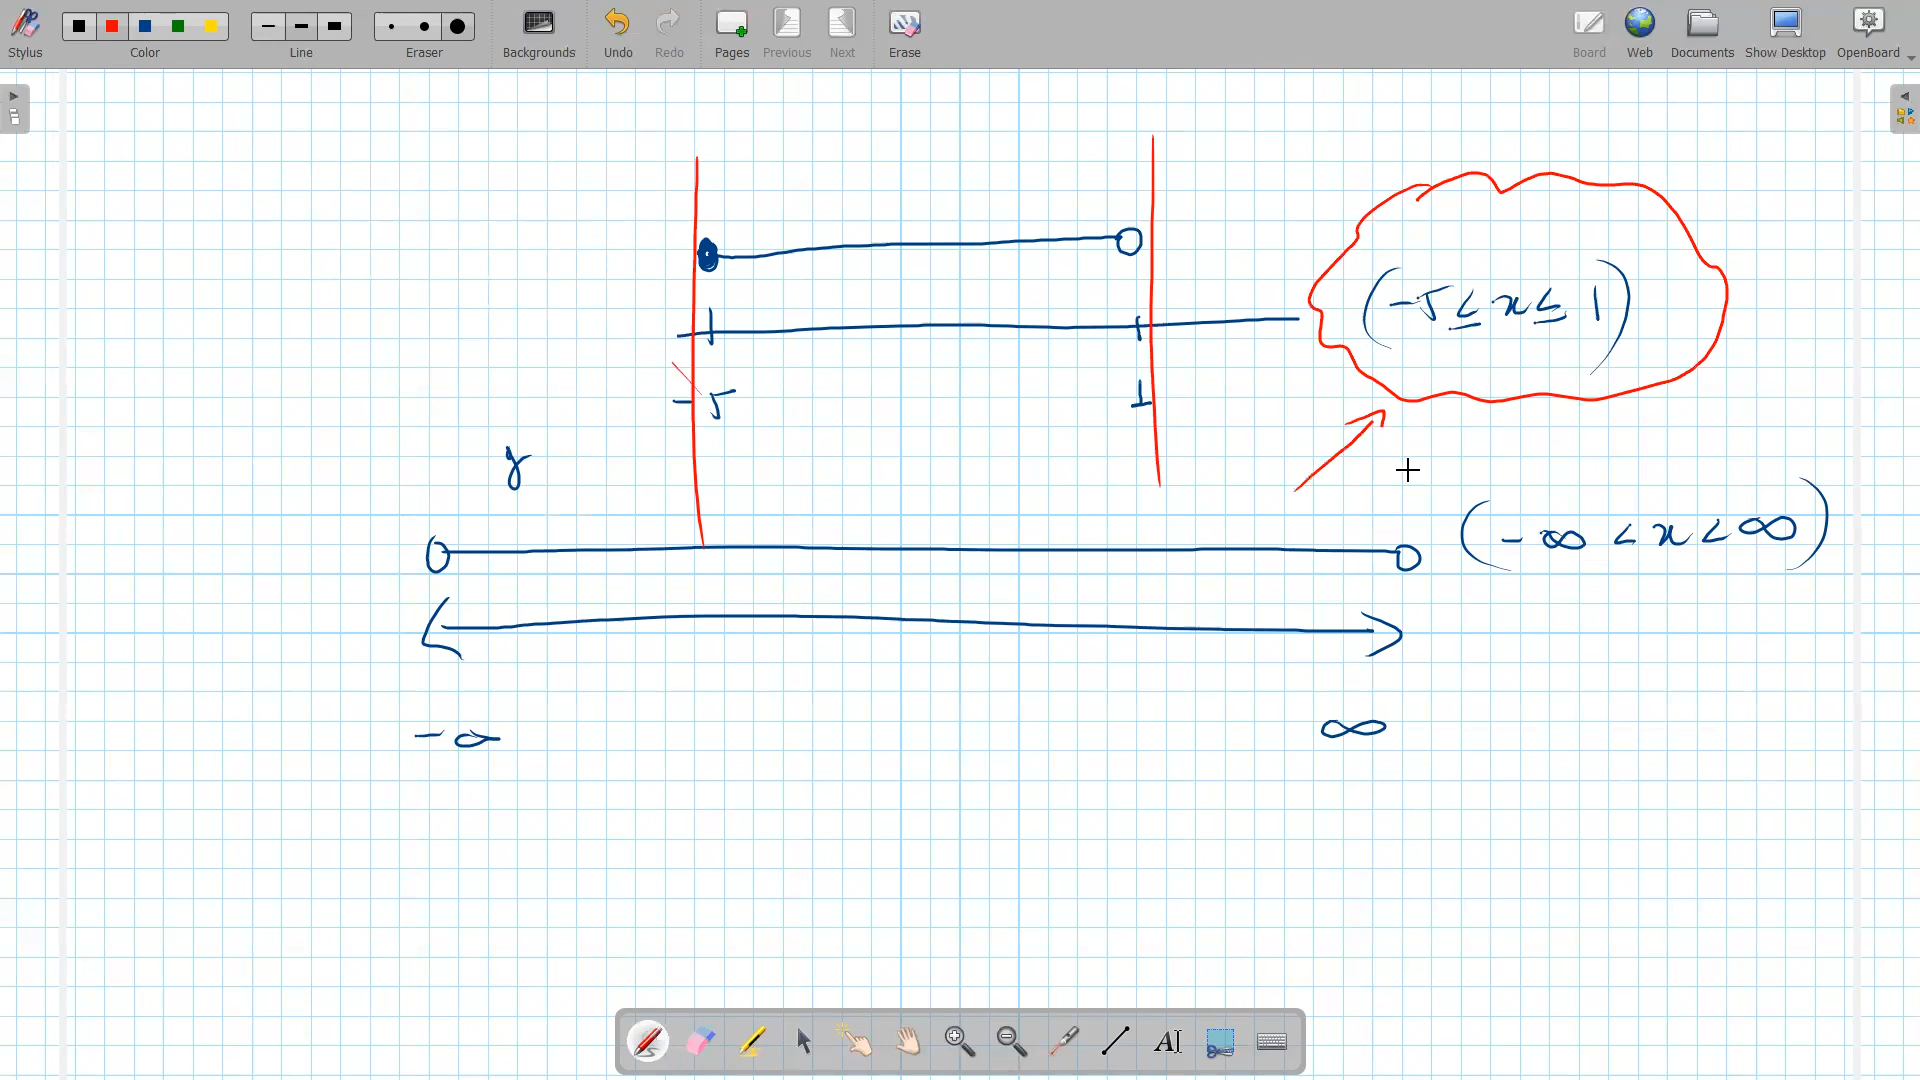 Stylus Color Line Eraser Backgrounds Undo Redo Pages Previous Next Erase Board Web Documents Show Desktop OpenBoard
(-5 ≤ x ≤ 1)
-5 1
y
(-∞ < x < ∞)
-∞ ∞